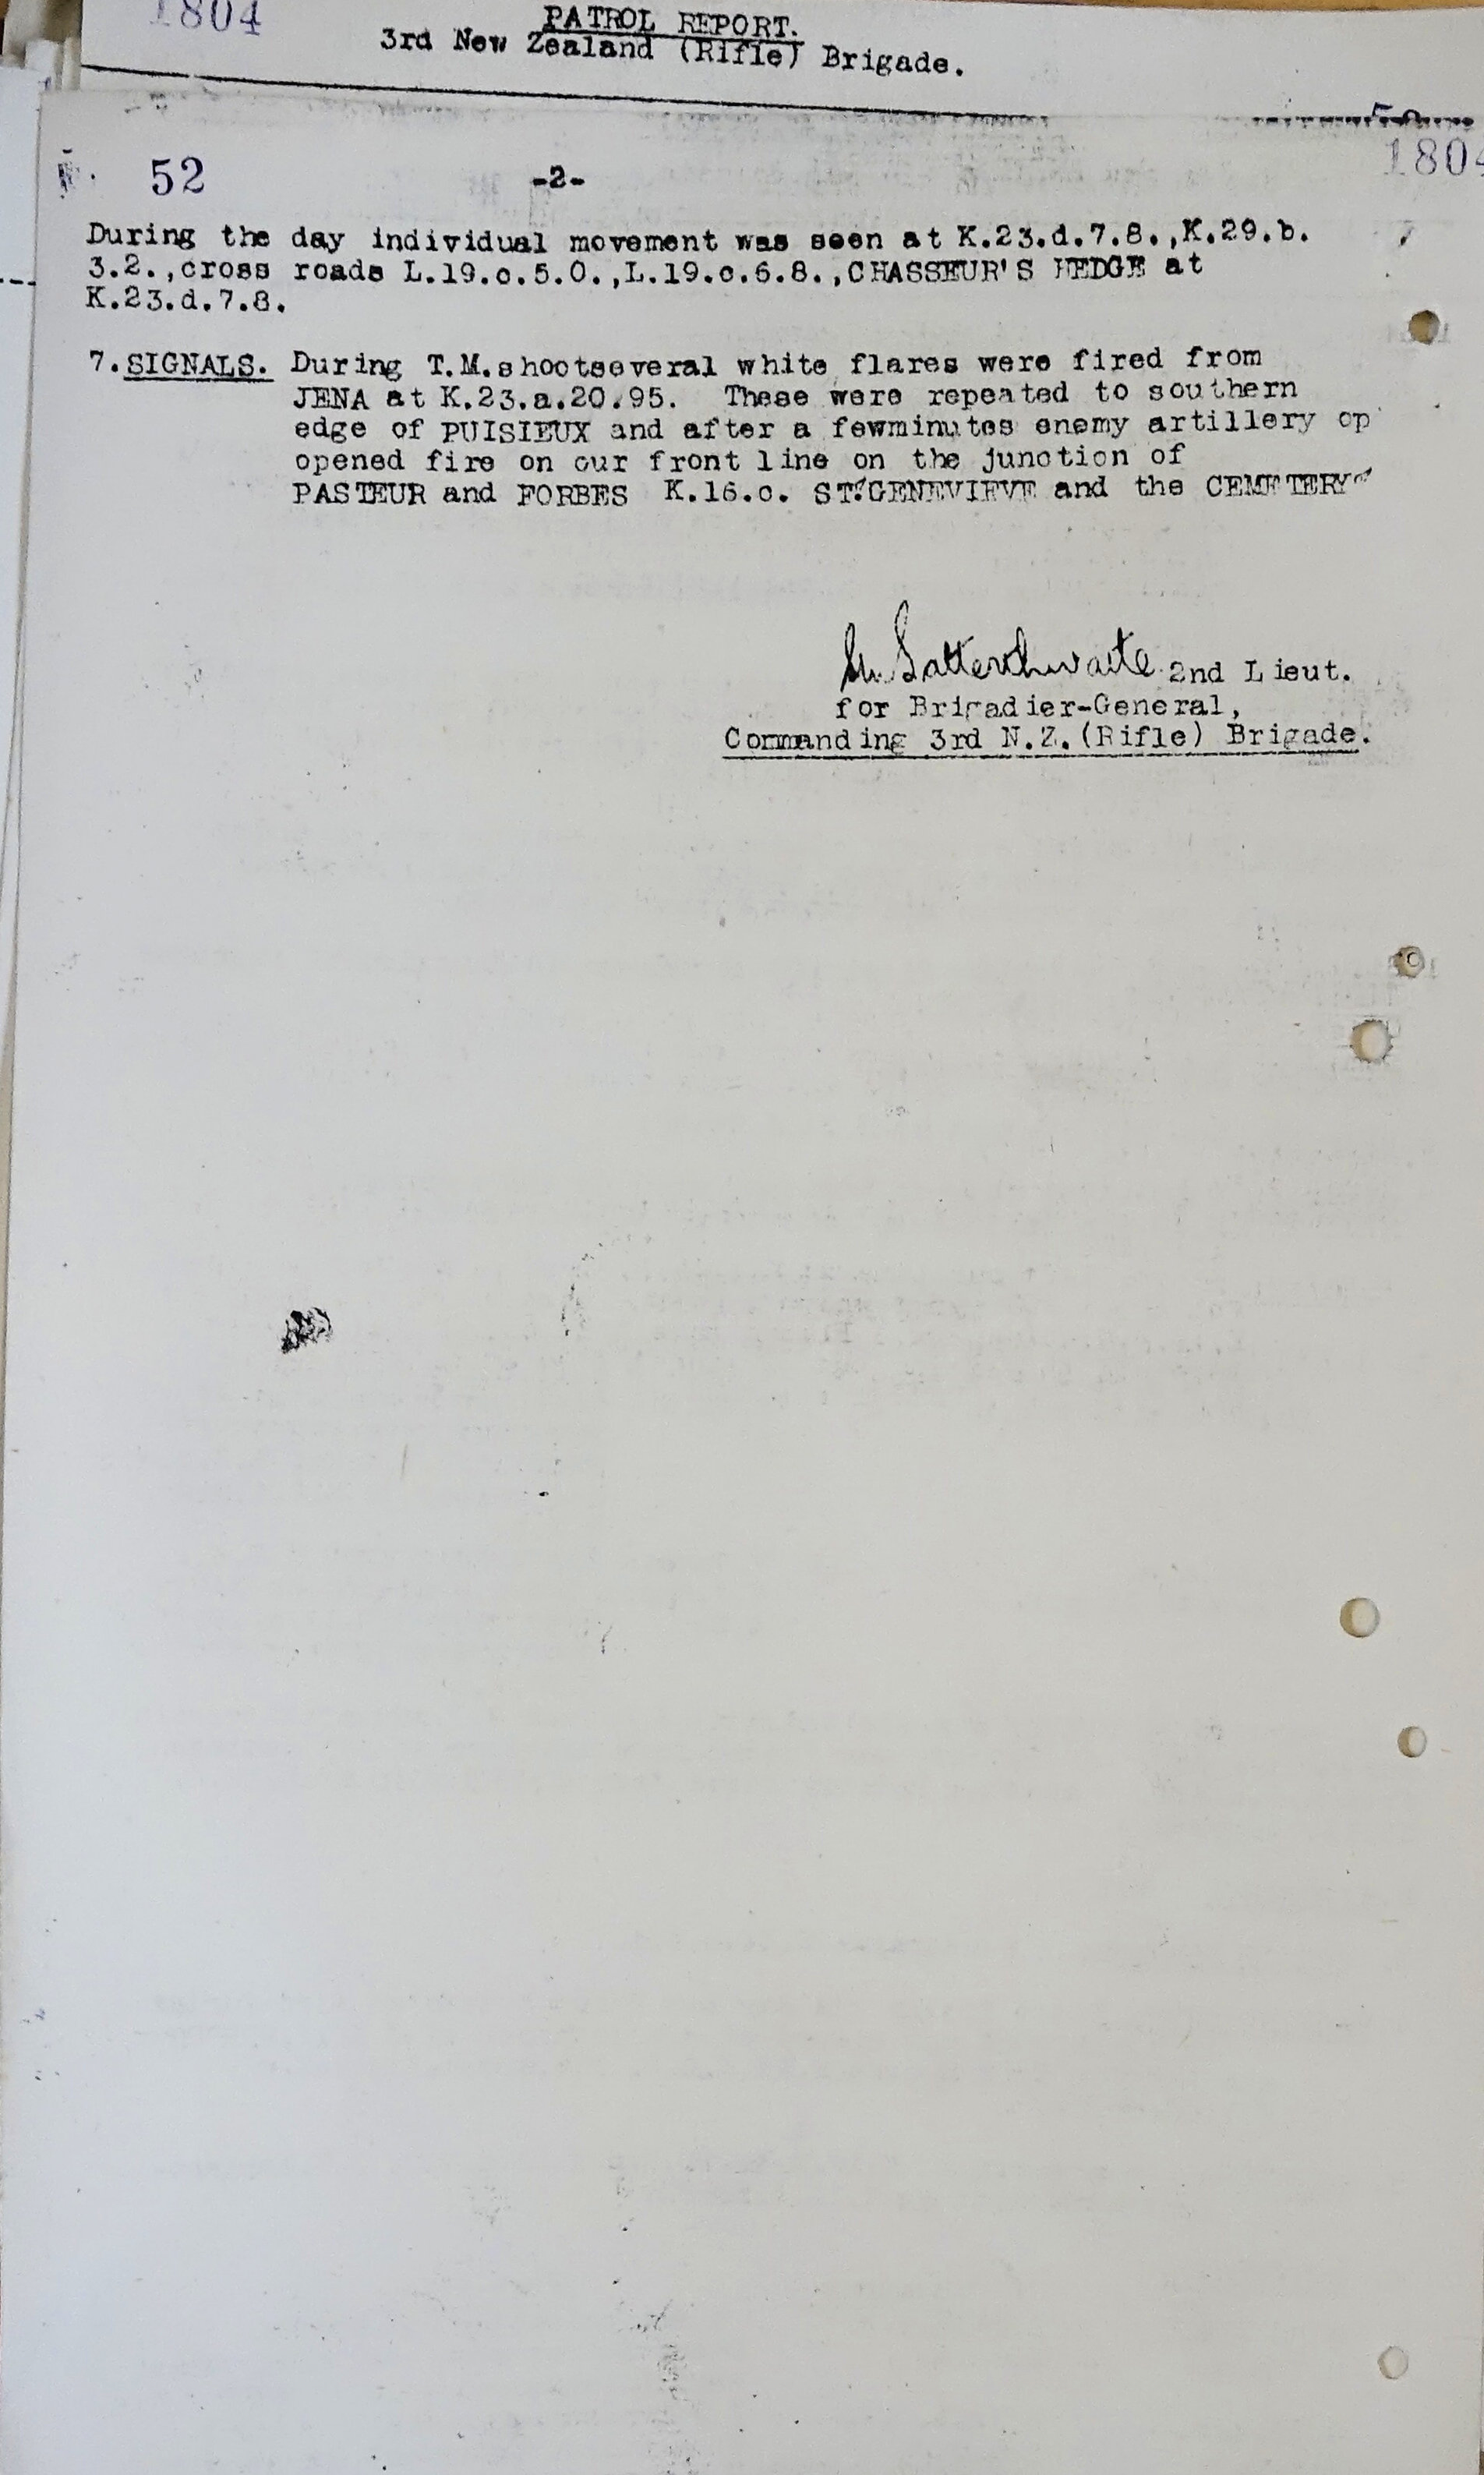 1804
PATROL REPORT.
3rd New Zealand (Rifle) Brigade.
52
-2-
1804
During the day individual movement was seen at K.23.d.7.8.,K.29.b.
3.2.,cross roads L.19.c.5.0.,L.19.c.6.8.,CHASSEUR'S HEDGE at
K.23.d.7.8.
7.SIGNALS. During T.M.shootseveral white flares were fired from
JENA at K.23.a.20.95. These were repeated to southern
edge of PUISIEUX and after a fewminutes enemy artillery op
opened fire on our front line on the junction of
PASTEUR and FORBES K.16.c. ST.GENEVIEVE and the CEMETERY
Satterthwaite 2nd Lieut.
for Brigadier-General,
Commanding 3rd N.Z.(Rifle) Brigade.